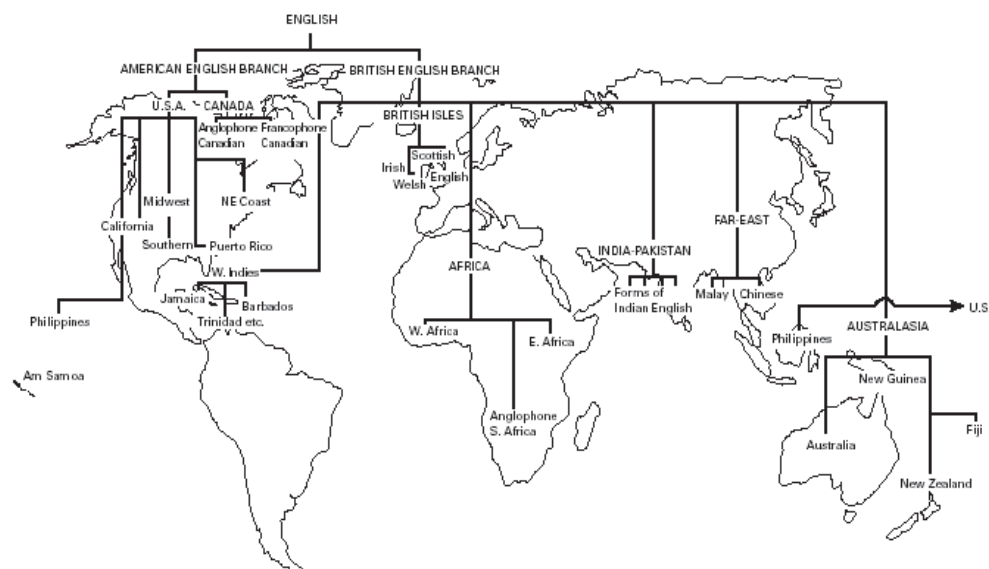 ENGLISH
AMERICAN ENGLISH BRANCH
BRITISH ENGLISH BRANCH
U.S.A.
CANADA
BRITISH ISLES
Anglophone
Canadian
Francophone
Canadian
Scottish
Irish
Welsh
English
Midwest
NE Coast
California
Southern
Puerto Rico
W. Indies
Jamaica
Barbados
Trinidad etc.
Philippines
Am Samoa
AFRICA
W. Africa
E. Africa
Anglophone
S. Africa
INDIA-PAKISTAN
Forms of
Indian English
FAR-EAST
Malay
Chinese
Philippines
U.S
AUSTRALASIA
New Guinea
Australia
Fiji
New Zealand